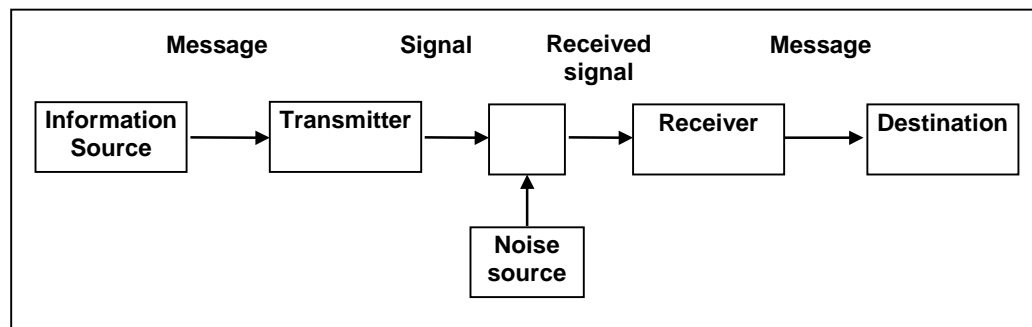 Message
Signal
Received
signal
Message
Information
Source
Transmitter
Receiver
Destination
Noise
source